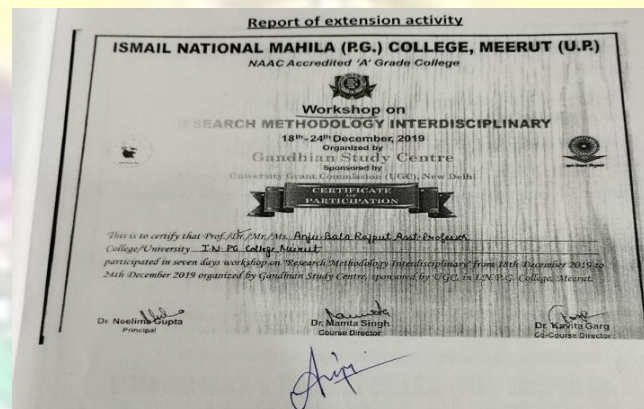 Report of extension activity
ISMAIL NATIONAL MAHILA (P.G.) COLLEGE, MEERUT (U.P.)
NAAC Accredited 'A' Grade College
Workshop on
RESEARCH METHODOLOGY INTERDISCIPLINARY
18th-24th December, 2019
Organized by
Gandhian Study Centre
Sponsored by
University Grant Commission (UGC), New Delhi
CERTIFICATE
OF
PARTICIPATION
This is to certify that Prof./Dr./Mr./Ms. Anju Bala Rajput Asst. Professor
College/University I.N. PG College Meerut
participated in seven days workshop on "Research Methodology Interdisciplinary" from 18th December 2019 to
24th December 2019 organized by Gandhian Study Centre, sponsored by UGC, in I.N.P.G. College, Meerut.
Dr. Neelima Gupta
Principal
Dr. Mamta Singh
Course Director
Dr. Kavita Garg
Co-Course Director